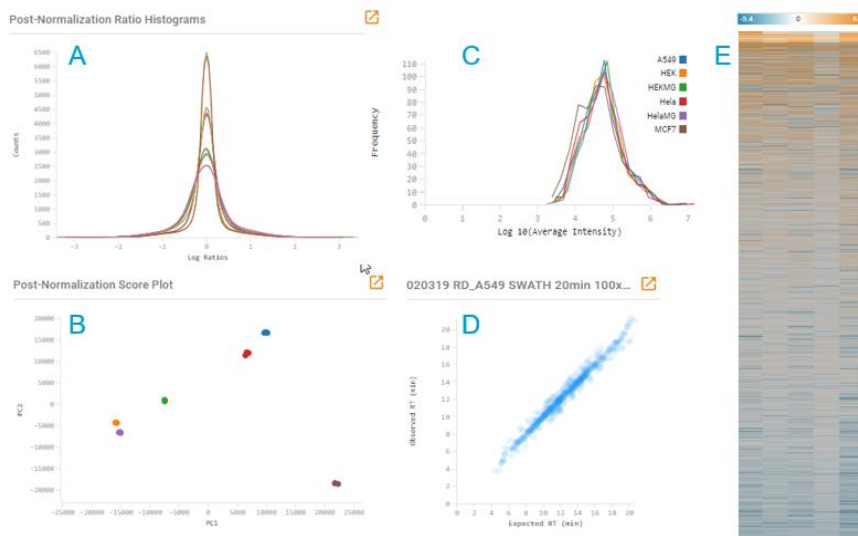 Post-Normalization Ratio Histograms
A
6500
6000
5500
5000
4500
4000
3500
3000
2500
2000
1500
1000
500
0
Counts
-3 -2 -1 0 1 2 3
Log Ratios
C
110
100
90
80
70
60
50
40
30
20
10
0
Frequency
0 1 2 3 4 5 6 7
Log 10(Average Intensity)
A549
HEK
HEKMG
Hela
HelaMG
MCF7
E
-5.4 0
Post-Normalization Score Plot
B
20000
15000
10000
5000
0
-5000
-10000
-15000
-20000
PC2
-25000 -20000 -15000 -10000 -5000 0 5000 10000 15000 20000 25000
PC1
020319 RD_A549 SWATH 20min 100x...
D
20
18
16
14
12
10
8
6
4
2
0
Observed RT (min)
0 2 4 6 8 10 12 14 16 18 20
Expected RT (min)